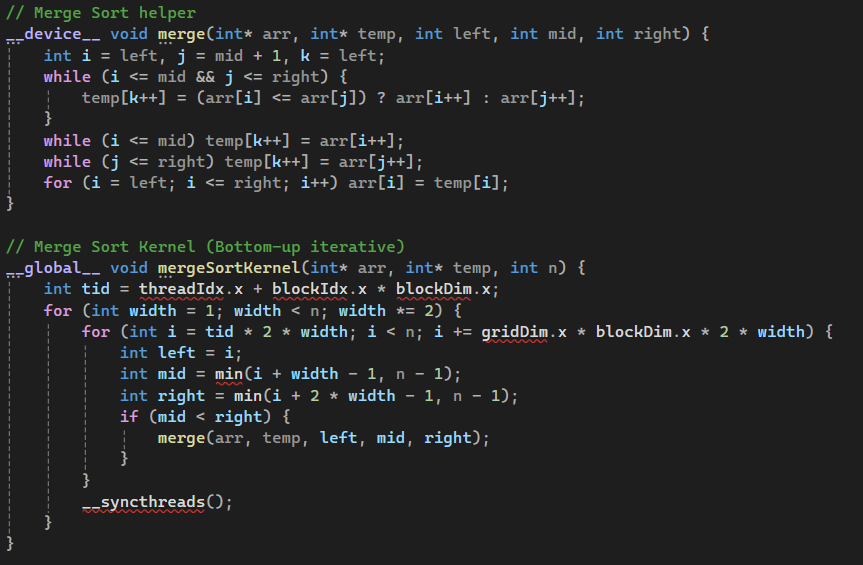 // Merge Sort helper
__device__ void merge(int* arr, int* temp, int left, int mid, int right) {
    int i = left, j = mid + 1, k = left;
    while (i <= mid && j <= right) {
        temp[k++] = (arr[i] <= arr[j]) ? arr[i++] : arr[j++];
    }
    while (i <= mid) temp[k++] = arr[i++];
    while (j <= right) temp[k++] = arr[j++];
    for (i = left; i <= right; i++) arr[i] = temp[i];
}

// Merge Sort Kernel (Bottom-up iterative)
__global__ void mergeSortKernel(int* arr, int* temp, int n) {
    int tid = threadIdx.x + blockIdx.x * blockDim.x;
    for (int width = 1; width < n; width *= 2) {
        for (int i = tid * 2 * width; i < n; i += gridDim.x * blockDim.x * 2 * width) {
            int left = i;
            int mid = min(i + width - 1, n - 1);
            int right = min(i + 2 * width - 1, n - 1);
            if (mid < right) {
                merge(arr, temp, left, mid, right);
            }
        }
        __syncthreads();
    }
}